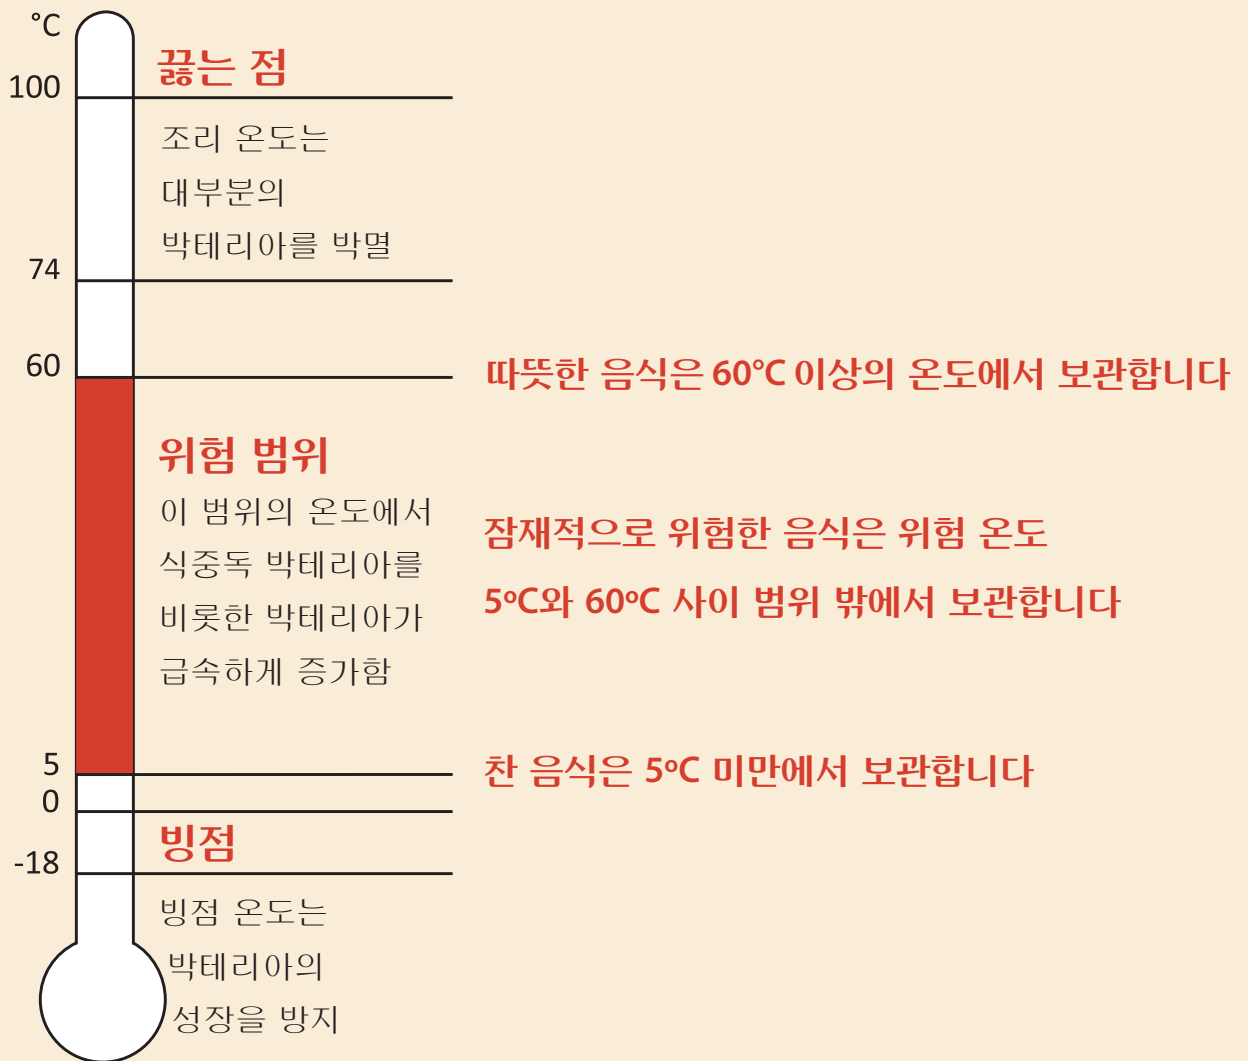 °C
끓는 점
100
조리 온도는
대부분의
박테리아를 박멸
74
60
따뜻한 음식은 60°C 이상의 온도에서 보관합니다
위험 범위
이 범위의 온도에서
식중독 박테리아를
비롯한 박테리아가
급속하게 증가함
잠재적으로 위험한 음식은 위험 온도
5ºC와 60ºC 사이 범위 밖에서 보관합니다
5
찬 음식은 5ºC 미만에서 보관합니다
0
빙점
-18
빙점 온도는
박테리아의
성장을 방지